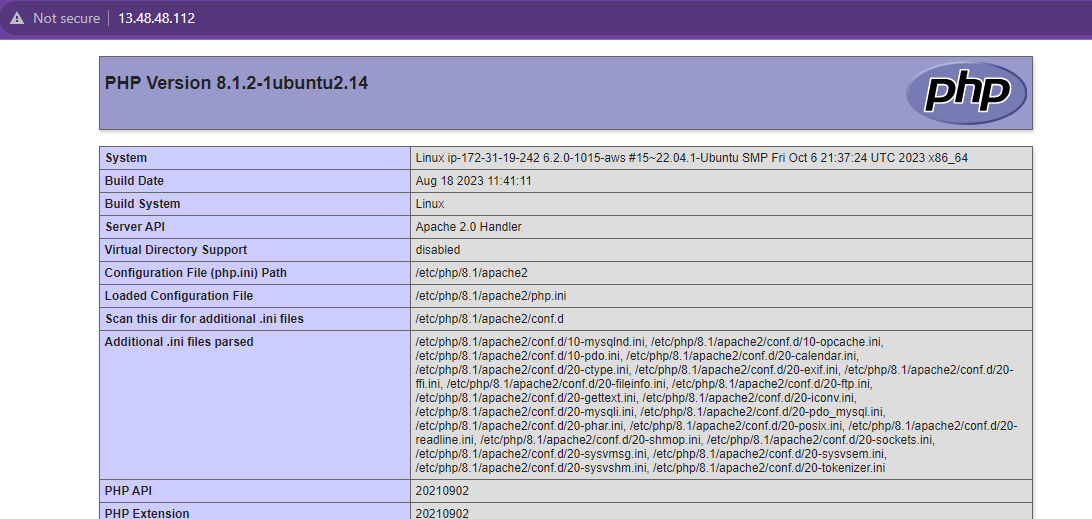 Not secure 13.48.48.112
PHP Version 8.1.2-1ubuntu2.14
php
System Linux ip-172-31-19-242 6.2.0-1015-aws #15~22.04.1-Ubuntu SMP Fri Oct 6 21:37:24 UTC 2023 x86_64
Build Date Aug 18 2023 11:41:11
Build System Linux
Server API Apache 2.0 Handler
Virtual Directory Support disabled
Configuration File (php.ini) Path /etc/php/8.1/apache2
Loaded Configuration File /etc/php/8.1/apache2/php.ini
Scan this dir for additional .ini files /etc/php/8.1/apache2/conf.d
Additional .ini files parsed /etc/php/8.1/apache2/conf.d/10-mysqlnd.ini, /etc/php/8.1/apache2/conf.d/10-opcache.ini,
/etc/php/8.1/apache2/conf.d/10-pdo.ini, /etc/php/8.1/apache2/conf.d/20-calendar.ini,
/etc/php/8.1/apache2/conf.d/20-ctype.ini, /etc/php/8.1/apache2/conf.d/20-exif.ini, /etc/php/8.1/apache2/conf.d/20-
ffi.ini, /etc/php/8.1/apache2/conf.d/20-fileinfo.ini, /etc/php/8.1/apache2/conf.d/20-ftp.ini,
/etc/php/8.1/apache2/conf.d/20-gettext.ini, /etc/php/8.1/apache2/conf.d/20-iconv.ini,
/etc/php/8.1/apache2/conf.d/20-mysqli.ini, /etc/php/8.1/apache2/conf.d/20-pdo_mysql.ini,
/etc/php/8.1/apache2/conf.d/20-phar.ini, /etc/php/8.1/apache2/conf.d/20-posix.ini, /etc/php/8.1/apache2/conf.d/20-
readline.ini, /etc/php/8.1/apache2/conf.d/20-shmop.ini, /etc/php/8.1/apache2/conf.d/20-sockets.ini,
/etc/php/8.1/apache2/conf.d/20-sysvmsg.ini, /etc/php/8.1/apache2/conf.d/20-sysvsem.ini,
/etc/php/8.1/apache2/conf.d/20-sysvshm.ini, /etc/php/8.1/apache2/conf.d/20-tokenizer.ini
PHP API 20210902
PHP Extension 20210902